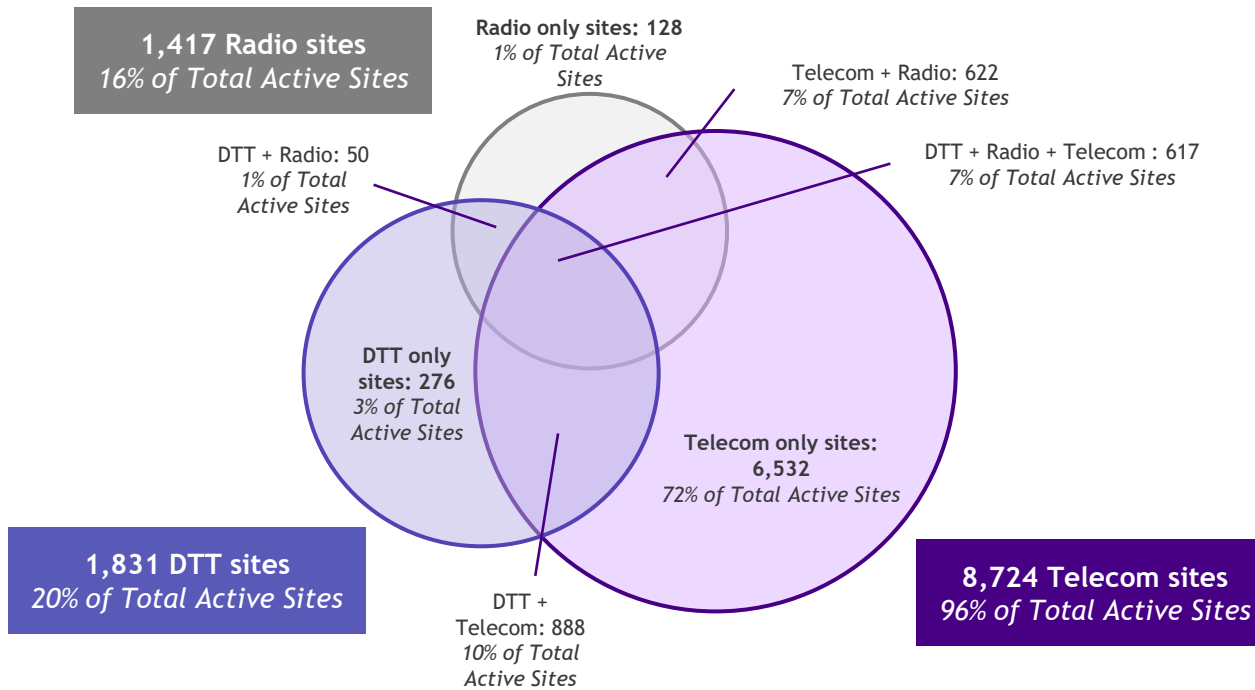 1,417 Radio sites
16% of Total Active Sites
Radio only sites: 128
1% of Total Active
Sites
Telecom + Radio: 622
7% of Total Active Sites
DTT + Radio: 50
1% of Total
Active Sites
DTT + Radio + Telecom : 617
7% of Total Active Sites
DTT only
sites: 276
3% of Total
Active Sites
Telecom only sites:
6,532
72% of Total Active Sites
1,831 DTT sites
20% of Total Active Sites
DTT +
Telecom: 888
10% of Total
Active Sites
8,724 Telecom sites
96% of Total Active Sites